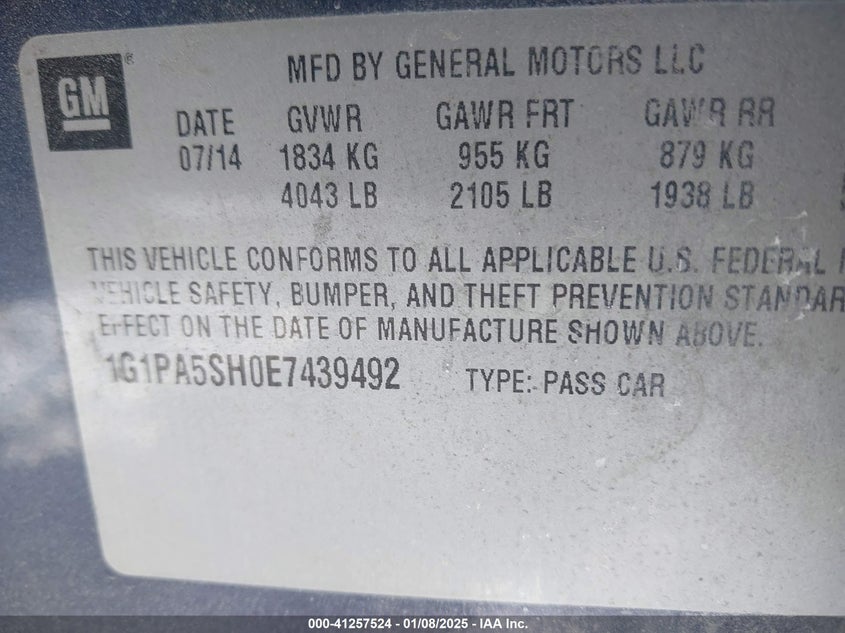 GM
®
MFD BY GENERAL MOTORS LLC
DATE GVWR GAWR FRT GAWR RR
07/14 1834 KG 955 KG 879 KG
4043 LB 2105 LB 1938 LB
THIS VEHICLE CONFORMS TO ALL APPLICABLE U.S. FEDERAL
VEHICLE SAFETY, BUMPER, AND THEFT PREVENTION STANDAR
EFFECT ON THE DATE OF MANUFACTURE SHOWN ABOVE.
1G1PA5SH0E7439492 TYPE: PASS CAR
000-41257524 - 01/08/2025 - IAA Inc.